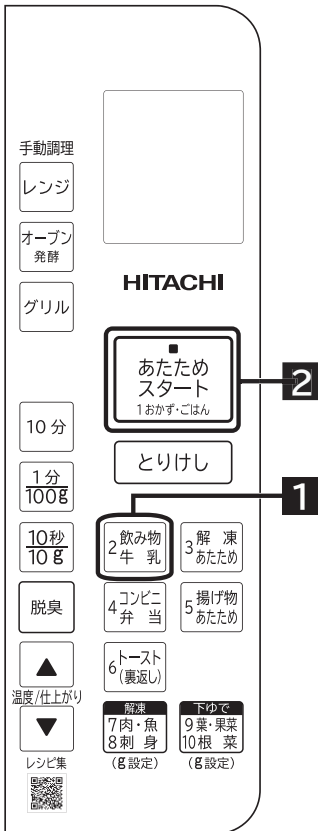 手動調理
レンジ
オーブン
発酵
グリル
HITACHI
あたため
スタート
1おかず・ごはん
2
10分
とりけし
1分
100g
1
10秒
10g
2飲み物
牛乳
3解凍
あたため
脱臭
4コンビニ
弁当
5揚げ物
あたため
▲
温度/仕上がり
▼
6トースト
(裏返し)
解凍
7肉・魚
8刺身
(g設定)
下ゆで
9葉・果菜
10根菜
(g設定)
レシピ集